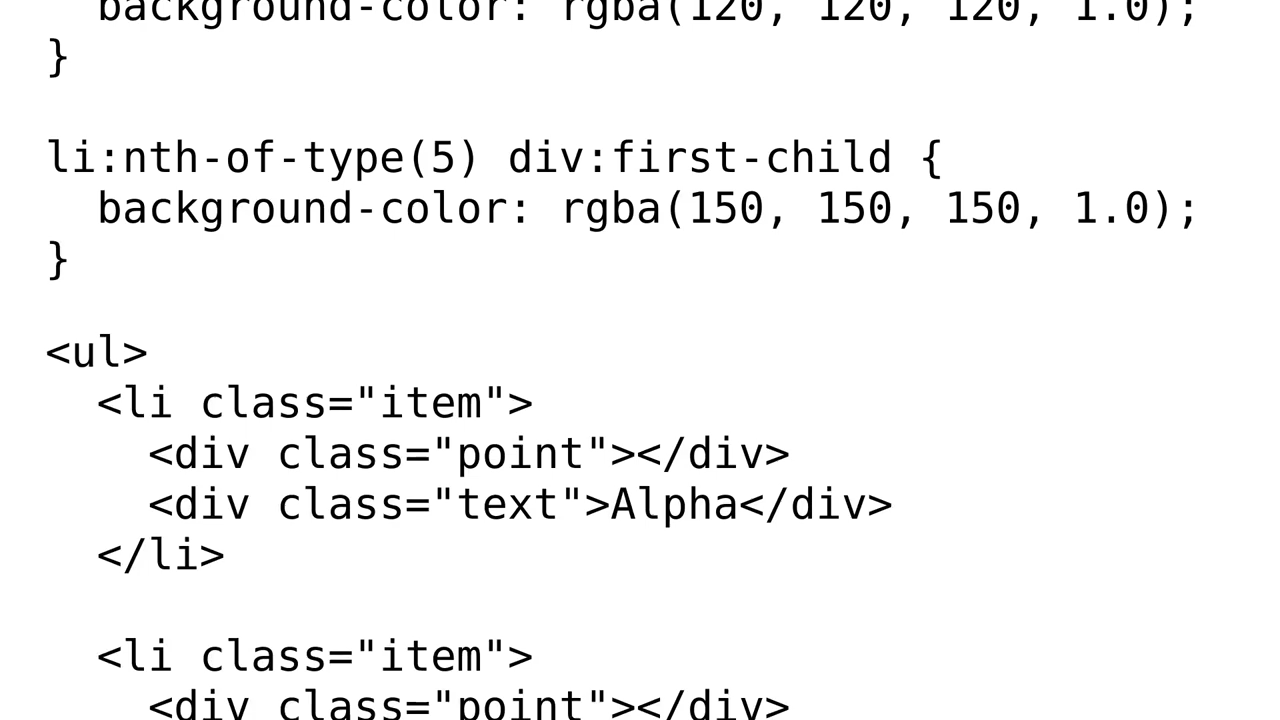 background-color: rgba(120, 120, 120, 1.0);
}

li:nth-of-type(5) div:first-child {
  background-color: rgba(150, 150, 150, 1.0);
}

<ul>
  <li class="item">
    <div class="point"></div>
    <div class="text">Alpha</div>
  </li>

  <li class="item">
    <div class="point"></div>